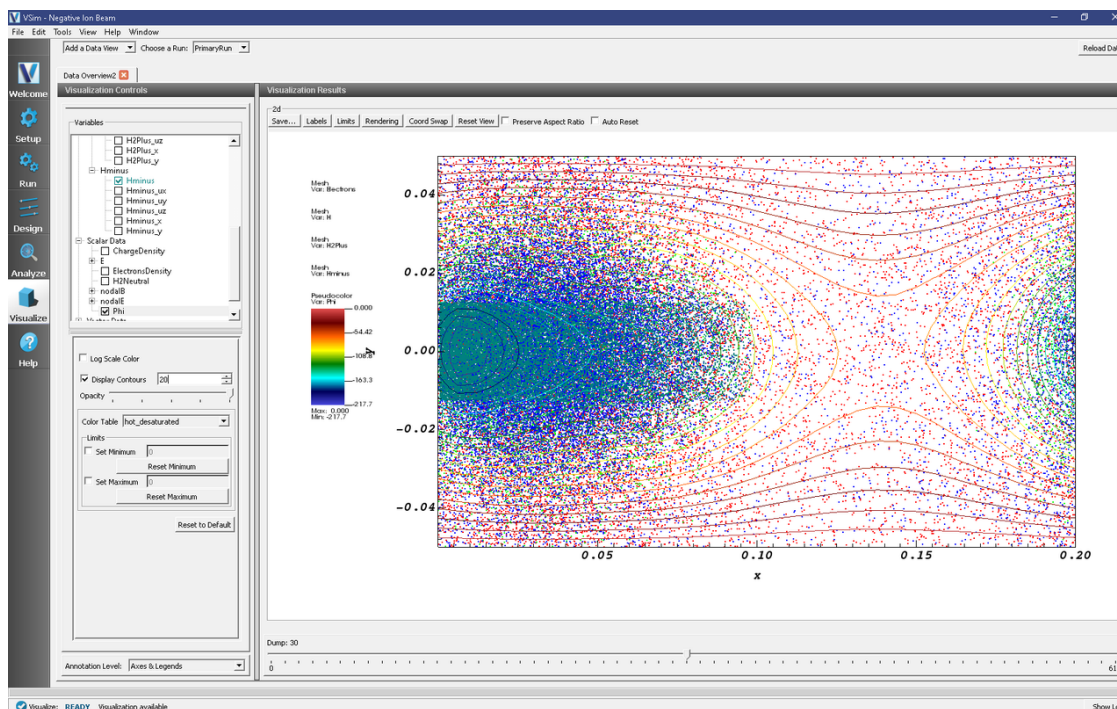 VSim - Negative Ion Beam
File Edit Tools View Help Window
Add a Data View Choose a Run: PrimaryRun
Data Overview2
Visualization Controls
Visualization Results
Welcome
Setup
Run
Design
Analyze
Visualize
Help
Variables
H2Plus_uz
H2Plus_x
H2Plus_y
Hminus
Hminus
Hminus_ux
Hminus_uy
Hminus_uz
Hminus_x
Hminus_y
Scalar Data
ChargeDensity
E
ElectronsDensity
H2Neutral
nodalB
nodalE
Phi
Log Scale Color
Display Contours 20
Opacity
Color Table hot_desaturated
Limits
Set Minimum 0
Reset Minimum
Set Maximum 0
Reset Maximum
Reset to Default
Annotation Level: Axes & Legends
2d
Save... Labels Limits Rendering Coord Swap Reset View Preserve Aspect Ratio Auto Reset
Mesh
Var: Electrons
Mesh
Var: H
Mesh
Var: H2Plus
Mesh
Var: Hminus
Pseudocolor
Var: Phi
0.000
-54.42
-108.8
-163.3
-217.7
Max: 0.000
Min: -217.7
Y
0.04
0.02
0.00
-0.02
-0.04
0.05 0.10 0.15 0.20
x
Dump: 30
0 61
Visualize: READY Visualization available